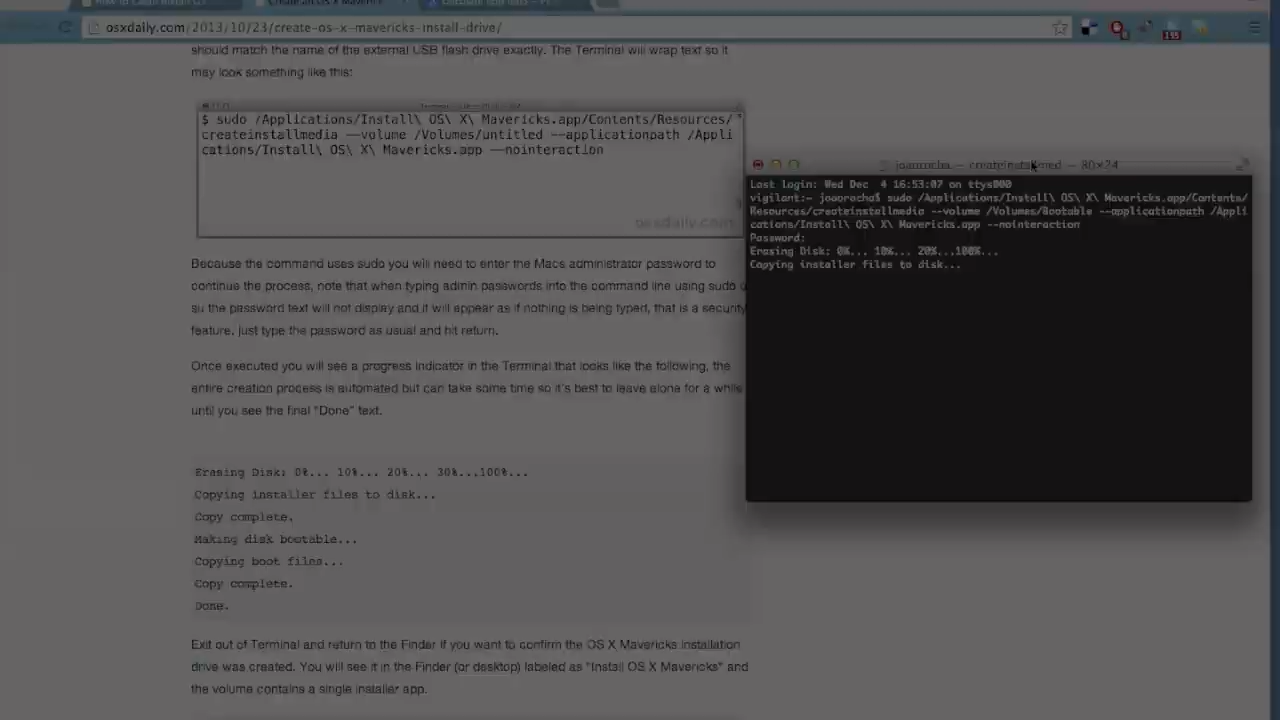 Create an OS X Mavericks
osxdaily.com/2013/10/23/create-os-x-mavericks-install-drive/
195
should match the name of the external USB flash drive exactly. The Terminal will wrap text so it
may look something like this:
$ sudo /Applications/Install\ OS\ X\ Mavericks.app/Contents/Resources/
createinstallmedia --volume /Volumes/untitled --applicationpath /Appli
cations/Install\ OS\ X\ Mavericks.app --nointeraction
osxdaily.com
Because the command uses sudo you will need to enter the Macs administrator password to
continue the process, note that when typing admin passwords into the command line using sudo o
su the password text will not display and it will appear as if nothing is being typed, that is a security
feature, just type the password as usual and hit return.
Once executed you will see a progress indicator in the Terminal that looks like the following, the
entire creation process is automated but can take some time so it's best to leave alone for a while
until you see the final "Done" text.
Erasing Disk: 0%... 10%... 20%... 30%...100%...
Copying installer files to disk...
Copy complete.
Making disk bootable...
Copying boot files...
Copy complete.
Done.
Exit out of Terminal and return to the Finder if you want to confirm the OS X Mavericks installation
drive was created. You will see it in the Finder (or desktop) labeled as "Install OS X Mavericks" and
the volume contains a single installer app.
joaorocha — createinstallmed — 80×24
Last login: Wed Dec  4 16:53:07 on ttys000
vigilant:~ joaorocha$ sudo /Applications/Install\ OS\ X\ Mavericks.app/Contents/
Resources/createinstallmedia --volume /Volumes/Bootable --applicationpath /Appli
cations/Install\ OS\ X\ Mavericks.app --nointeraction
Password:
Erasing Disk: 0%... 10%... 20%...100%...
Copying installer files to disk...